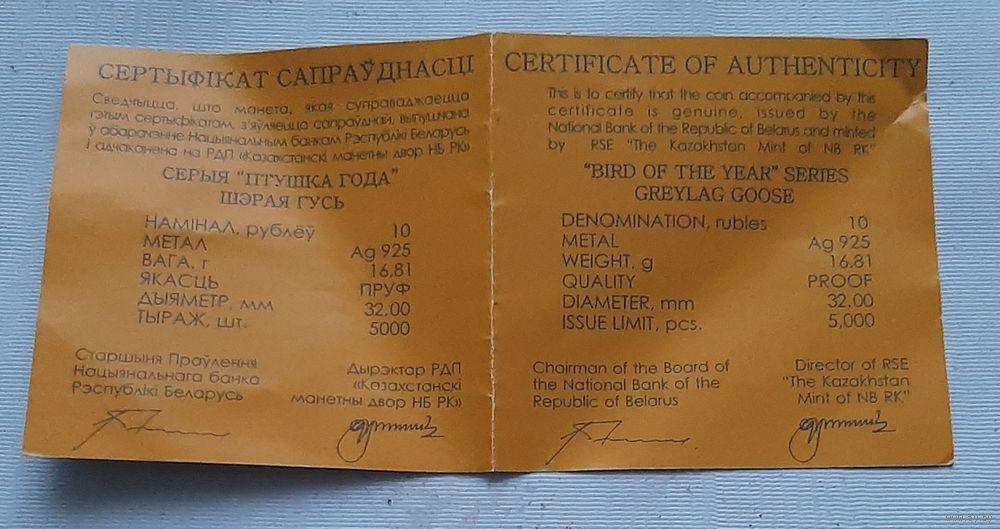 СЕРТЫФІКАТ САПРАЎДНАСЦІ
Сведчыцца, што манета, якая суправаджаецца
гэтым сертыфікатам, з'яўляецца сапраўднай, выпушчана
ў абарачэнне Нацыянальным банкам Рэспублікі Беларусь
і адчаканена на РДП «Казахстанскі манетны двор НБ РК»
СЕРЫЯ "ПТУШКА ГОДА"
ШЭРАЯ ГУСЬ
НАМІНАЛ, рублёў 10
МЕТАЛ Ag 925
ВАГА, г 16.81
ЯКАСЦЬ ПРУФ
ДЫЯМЕТР, мм 32.00
ТЫРАЖ, шт. 5000
Старшыня Праўлення
Нацыянальнага банка
Рэспублікі Беларусь
Дырэктар РДП
«Казахстанскі
манетны двор НБ РК»
CERTIFICATE OF AUTHENTICITY
This is to certify that the coin accompanied by this
certificate is genuine, issued by the
National Bank of the Republic of Belarus and minted
by RSE "The Kazakhstan Mint of NB RK"
"BIRD OF THE YEAR" SERIES
GREYLAG GOOSE
DENOMINATION, rubles 10
METAL Ag 925
WEIGHT, g 16.81
QUALITY PROOF
DIAMETER, mm 32.00
ISSUE LIMIT, pcs. 5,000
Chairman of the Board of
the National Bank of the
Republic of Belarus
Director of RSE
"The Kazakhstan
Mint of NB RK"